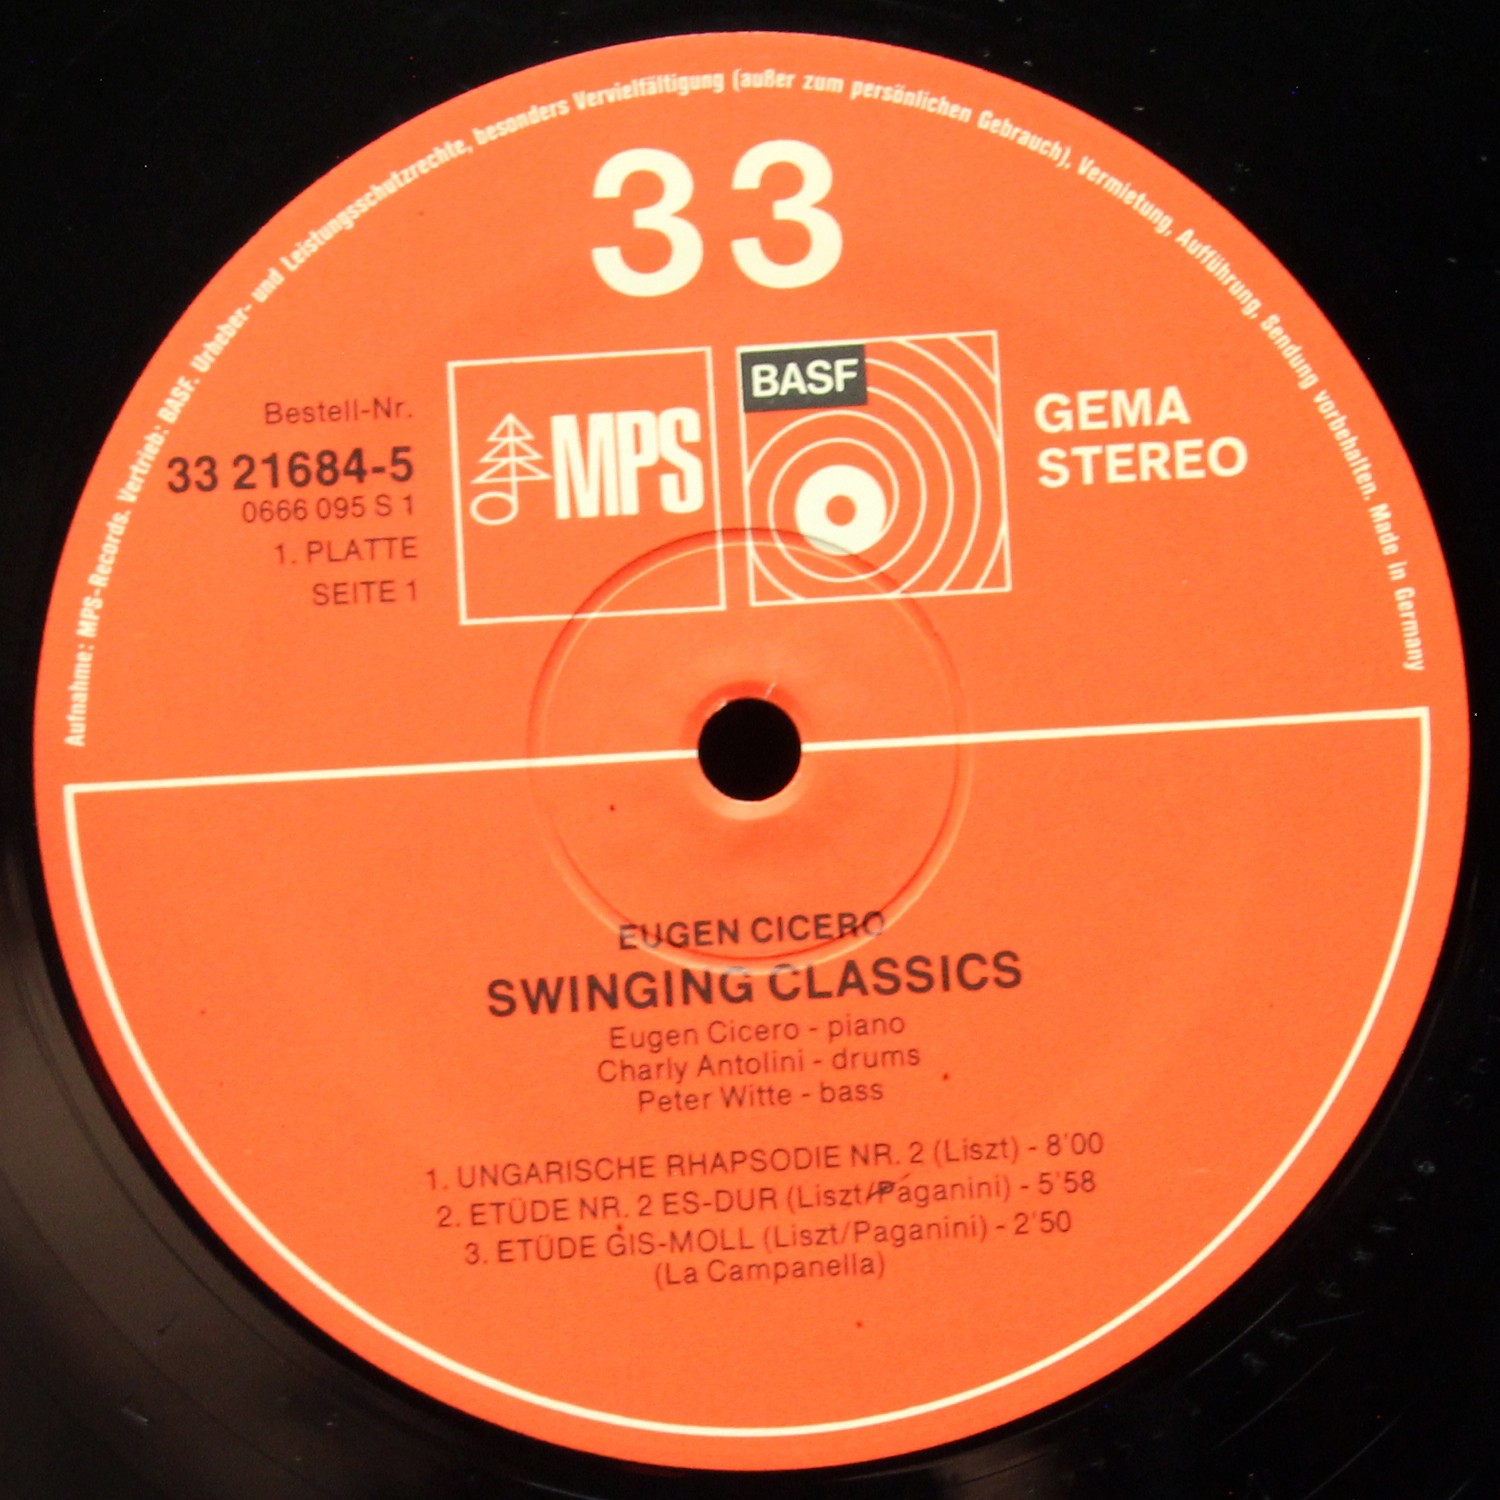 Aufnahme: MPS-Records. Vertrieb: BASF. Urheber- und Leistungsschutzrechte, besonders Vervielfältigung (außer zum persönlichen Gebrauch), Vermietung, Aufführung, Sendung vorbehalten. Made in Germany
33
Bestell-Nr.
33 21684-5
0666 095 S 1
1. PLATTE
SEITE 1
MPS
BASF
GEMA
STEREO
EUGEN CICERO
SWINGING CLASSICS
Eugen Cicero - piano
Charly Antolini - drums
Peter Witte - bass
1. UNGARISCHE RHAPSODIE NR. 2 (Liszt) - 8'00
2. ETÜDE NR. 2 ES-DUR (Liszt/Paganini) - 5'58
3. ETÜDE GIS-MOLL (Liszt/Paganini) - 2'50
(La Campanella)